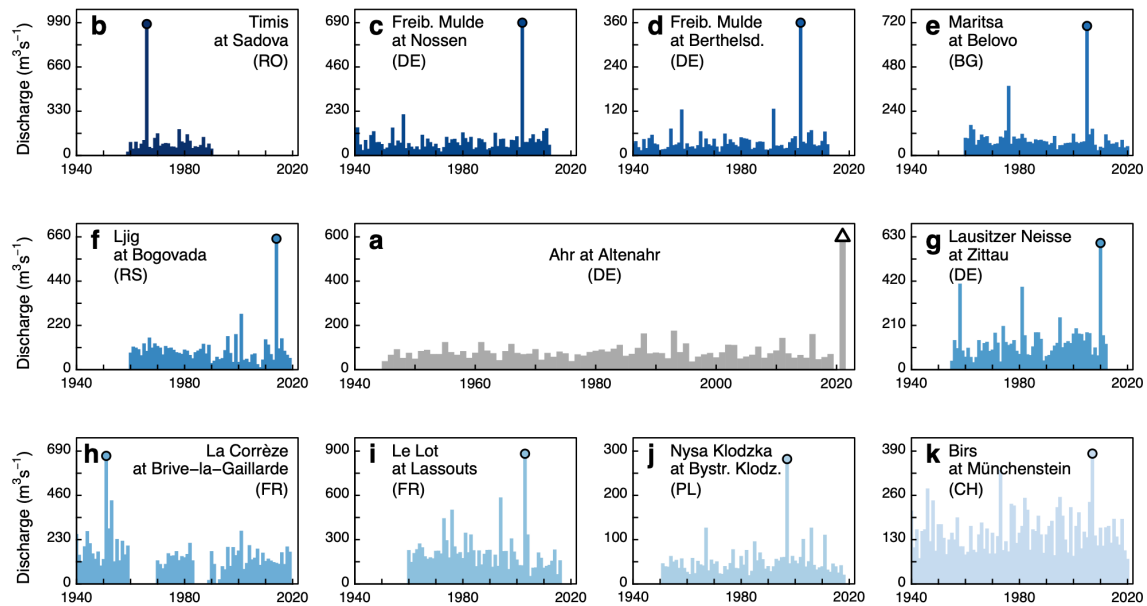 b
Timis
at Sadova
(RO)
Discharge (m³s⁻¹)
990
660
330
0
1940
1980
2020
c
Freib. Mulde
at Nossen
(DE)
690
460
230
0
1940
1980
2020
d
Freib. Mulde
at Berthelsd.
(DE)
360
240
120
0
1940
1980
2020
e
Maritsa
at Belovo
(BG)
720
480
240
0
1940
1980
2020
f
Ljig
at Bogovada
(RS)
Discharge (m³s⁻¹)
660
440
220
0
1940
1980
2020
a
Ahr at Altenahr
(DE)
600
400
200
0
1940
1960
1980
2000
2020
g
Lausitzer Neisse
at Zittau
(DE)
630
420
210
0
1940
1980
2020
h
La Corrèze
at Brive−la−Gaillarde
(FR)
Discharge (m³s⁻¹)
690
460
230
0
1940
1980
2020
i
Le Lot
at Lassouts
(FR)
900
600
300
0
1940
1980
2020
j
Nysa Klodzka
at Bystr. Klodz.
(PL)
300
200
100
0
1940
1980
2020
k
Birs
at Münchenstein
(CH)
390
260
130
0
1940
1980
2020